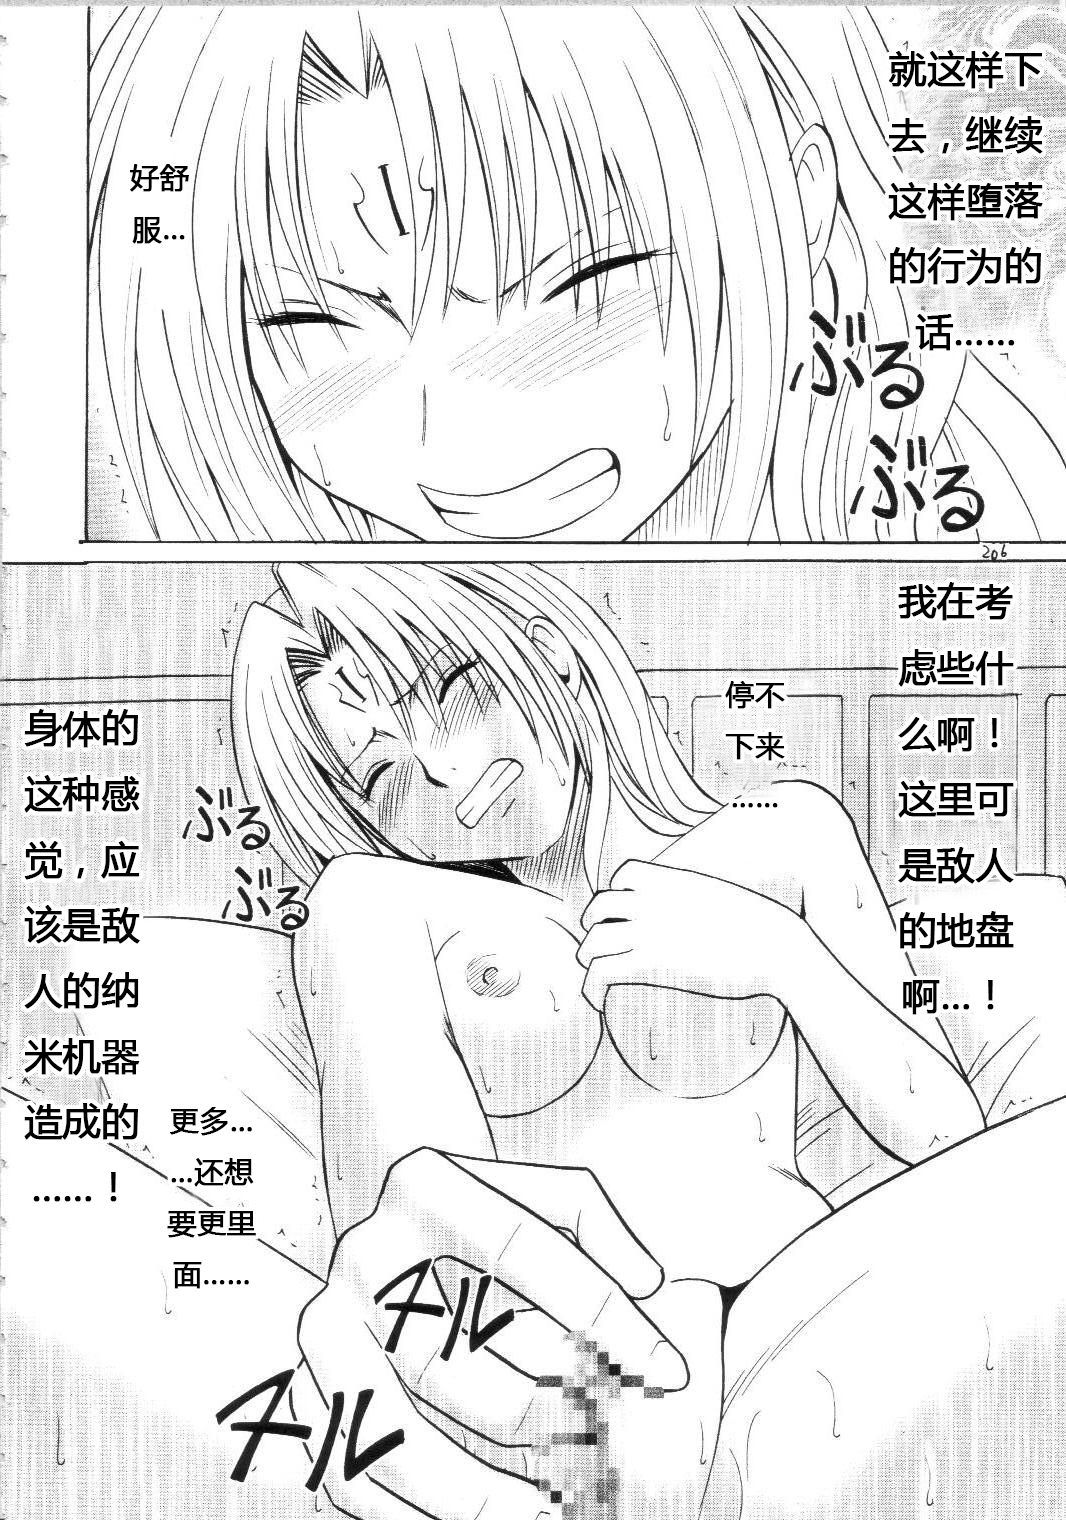 就这样下
去，继续
这样堕落
的行为的
话……
好舒
服…
ぶる
ぶる
206
我在考
虑些什
么啊！
这里可
是敌人
的地盘
啊…！
停不
下来
……
身体的
这种感
觉，应
该是敌
人的纳
米机器
造成的
……！
ぶる
ぶる
更多…
…还想
要更里
面……
ヌル
ヌル